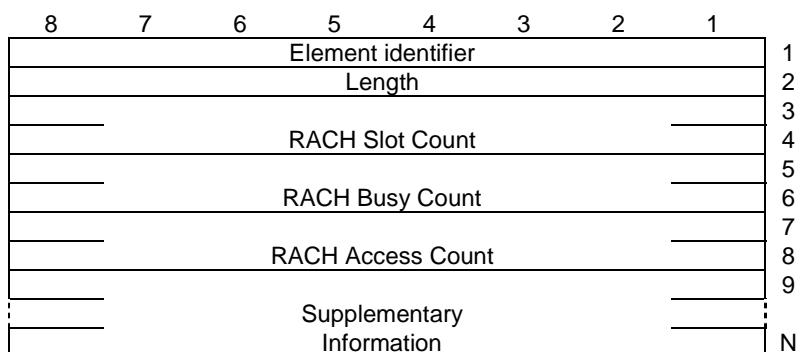 8 7 6 5 4 3 2 1
Element identifier 1
Length 2
3
RACH Slot Count 4
5
RACH Busy Count 6
7
RACH Access Count 8
9
Supplementary
Information N